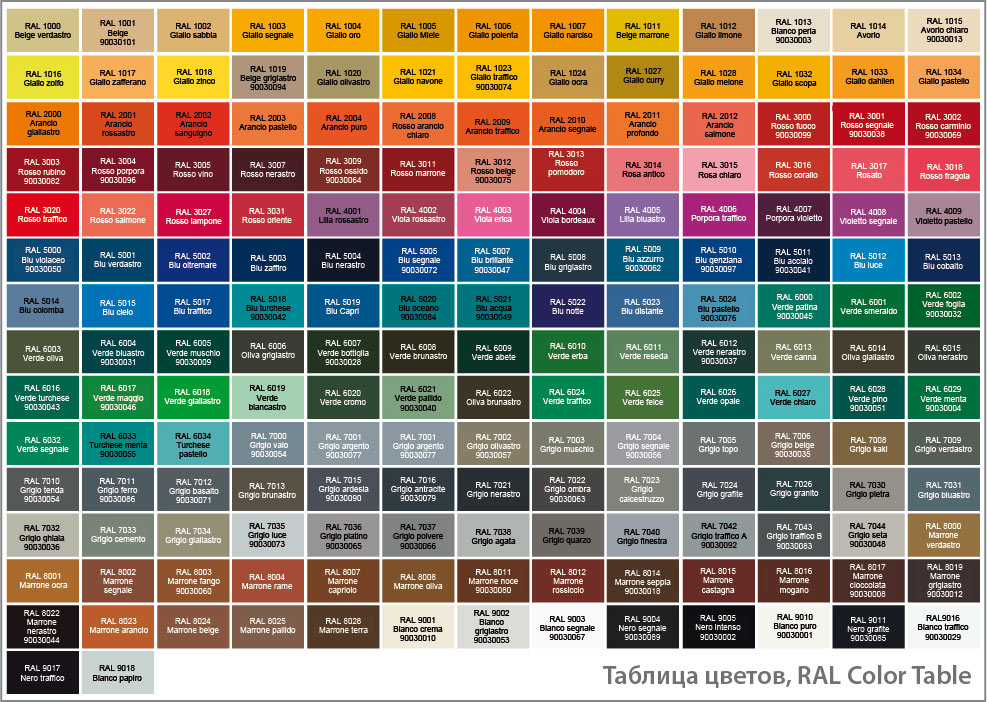 RAL 1000
Beige verdastro
RAL 1001
Beige
90030101
RAL 1002
Giallo sabbia
RAL 1003
Giallo segnale
RAL 1004
Giallo oro
RAL 1005
Giallo Miele
RAL 1006
Giallo polenta
RAL 1007
Giallo narciso
RAL 1011
Beige marrone
RAL 1012
Giallo limone
RAL 1013
Bianco perla
90030003
RAL 1014
Avorio
RAL 1015
Avorio chiaro
90030013
RAL 1016
Giallo zolfo
RAL 1017
Giallo zafferano
RAL 1018
Giallo zinco
RAL 1019
Beige grigiastro
90030094
RAL 1020
Giallo olivastro
RAL 1021
Giallo navone
RAL 1023
Giallo traffico
90030074
RAL 1024
Giallo ocra
RAL 1027
Giallo curry
RAL 1028
Giallo melone
RAL 1032
Giallo scopa
RAL 1033
Giallo dahlien
RAL 1034
Giallo pastello
RAL 2000
Arancio
giallastro
RAL 2001
Arancio
rossastro
RAL 2002
Arancio
sanguigno
RAL 2003
Arancio pastello
RAL 2004
Arancio puro
RAL 2008
Rosso arancio
chiaro
RAL 2009
Arancio traffico
RAL 2010
Arancio segnale
RAL 2011
Arancio
profondo
RAL 2012
Arancio
salmone
RAL 3000
Rosso fuoco
90030099
RAL 3001
Rosso segnale
90030038
RAL 3002
Rosso carminio
90030069
RAL 3003
Rosso rubino
90030082
RAL 3004
Rosso porpora
90030096
RAL 3005
Rosso vino
RAL 3007
Rosso nerastro
RAL 3009
Rosso ossido
90030064
RAL 3011
Rosso marrone
RAL 3012
Rosso beige
90030075
RAL 3013
Rosso
pomodoro
RAL 3014
Rosa antico
RAL 3015
Rosa chiaro
RAL 3016
Rosso corallo
RAL 3017
Rosato
RAL 3018
Rosso fragola
RAL 3020
Rosso traffico
RAL 3022
Rosso salmone
RAL 3027
Rosso lampone
RAL 3031
Rosso oriente
RAL 4001
Lilla rossastro
RAL 4002
Viola rossastro
RAL 4003
Viola erica
RAL 4004
Viola bordeaux
RAL 4005
Lilla bluastro
RAL 4006
Porpora traffico
RAL 4007
Porpora violetto
RAL 4008
Violetto segnale
RAL 4009
Violetto pastello
RAL 5000
Blu violaceo
90030050
RAL 5001
Blu verdastro
RAL 5002
Blu oltremare
RAL 5003
Blu zaffiro
RAL 5004
Blu nerastro
RAL 5005
Blu segnale
90030072
RAL 5007
Blu brillante
90030047
RAL 5008
Blu grigiastro
RAL 5009
Blu azzurro
90030062
RAL 5010
Blu genziana
90030097
RAL 5011
Blu acciaio
90030041
RAL 5012
Blu luce
RAL 5013
Blu cobalto
RAL 5014
Blu colomba
RAL 5015
Blu cielo
RAL 5017
Blu traffico
RAL 5018
Blu turchese
90030042
RAL 5019
Blu Capri
RAL 5020
Blu oceano
90030084
RAL 5021
Blu acqua
90030049
RAL 5022
Blu notte
RAL 5023
Blu distante
RAL 5024
Blu pastello
90030076
RAL 6000
Verde patina
90030045
RAL 6001
Verde smeraldo
RAL 6002
Verde foglia
90030032
RAL 6003
Verde oliva
RAL 6004
Verde bluastro
90030031
RAL 6005
Verde muschio
90030009
RAL 6006
Oliva grigiastro
RAL 6007
Verde bottiglia
90030028
RAL 6008
Verde brunastro
RAL 6009
Verde abete
RAL 6010
Verde erba
RAL 6011
Verde reseda
RAL 6012
Verde nerastro
90030037
RAL 6013
Verde canna
RAL 6014
Oliva giallastro
RAL 6015
Oliva nerastro
RAL 6016
Verde turchese
90030043
RAL 6017
Verde maggio
90030046
RAL 6018
Verde giallastro
RAL 6019
Verde
biancastro
RAL 6020
Verde cromo
RAL 6021
Verde pallido
90030040
RAL 6022
Oliva brunastro
RAL 6024
Verde traffico
RAL 6025
Verde felce
RAL 6026
Verde opale
RAL 6027
Verde chiaro
RAL 6028
Verde pino
90030051
RAL 6029
Verde menta
90030004
RAL 6032
Verde segnale
RAL 6033
Turchese menta
90030055
RAL 6034
Turchese
pastello
RAL 7000
Grigio vaio
90030054
RAL 7001
Grigio argento
90030077
RAL 7001
Grigio argento
90030077
RAL 7002
Grigio olivastro
90030057
RAL 7003
Grigio muschio
RAL 7004
Grigio segnale
90030056
RAL 7005
Grigio topo
RAL 7006
Grigio beige
90030035
RAL 7008
Grigio kaki
RAL 7009
Grigio verdastro
RAL 7010
Grigio tenda
90030054
RAL 7011
Grigio ferro
90030086
RAL 7012
Grigio basalto
90030071
RAL 7013
Grigio brunastro
RAL 7015
Grigio ardesia
90030090
RAL 7016
Grigio antracite
90030079
RAL 7021
Grigio nerastro
RAL 7022
Grigio ombra
90030063
RAL 7023
Grigio
calcestruzzo
RAL 7024
Grigio grafite
RAL 7026
Grigio granito
RAL 7030
Grigio pietra
RAL 7031
Grigio bluastro
RAL 7032
Grigio ghiaia
90030036
RAL 7033
Grigio cemento
RAL 7034
Grigio giallastro
RAL 7035
Grigio luce
90030073
RAL 7036
Grigio platino
90030065
RAL 7037
Grigio polvere
90030066
RAL 7038
Grigio agata
RAL 7039
Grigio quarzo
RAL 7040
Grigio finestra
RAL 7042
Grigio traffico A
90030092
RAL 7043
Grigio traffico B
90030083
RAL 7044
Grigio seta
90030048
RAL 8000
Marrone
verdastro
RAL 8001
Marrone ocra
RAL 8002
Marrone
segnale
RAL 8003
Marrone fango
90030060
RAL 8004
Marrone rame
RAL 8007
Marrone
capriolo
RAL 8008
Marrone oliva
RAL 8011
Marrone noce
90030080
RAL 8012
Marrone
rossiccio
RAL 8014
Marrone seppia
90030018
RAL 8015
Marrone
castagna
RAL 8016
Marrone
mogano
RAL 8017
Marrone
cioccolata
90030008
RAL 8019
Marrone
grigiastro
90030012
RAL 8022
Marrone
nerastro
90030044
RAL 8023
Marrone arancio
RAL 8024
Marrone beige
RAL 8025
Marrone pallido
RAL 8028
Marrone terra
RAL 9001
Bianco crema
90030010
RAL 9002
Bianco
grigiastro
90030053
RAL 9003
Bianco segnale
90030067
RAL 9004
Nero segnale
90030089
RAL 9005
Nero intenso
90030002
RAL 9010
Bianco puro
90030001
RAL 9011
Nero grafite
90030085
RAL9016
Bianco traffico
90030029
RAL 9017
Nero traffico
RAL 9018
Bianco papiro
Таблица цветов, RAL Color Table